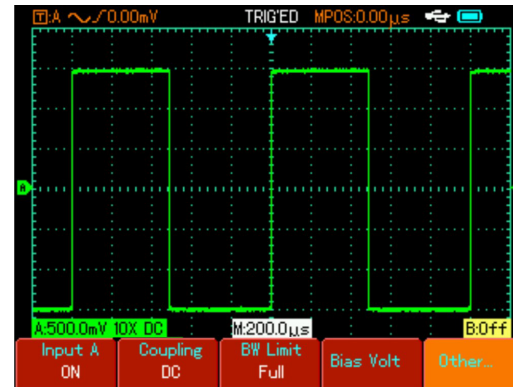 T:A 0.00mV TRIG'ED MPOS:0.00μs
A
A:500.0mV 10X DC M:200.0μs B:Off
Input A Coupling BW Limit Bias Volt Other...
ON DC Full